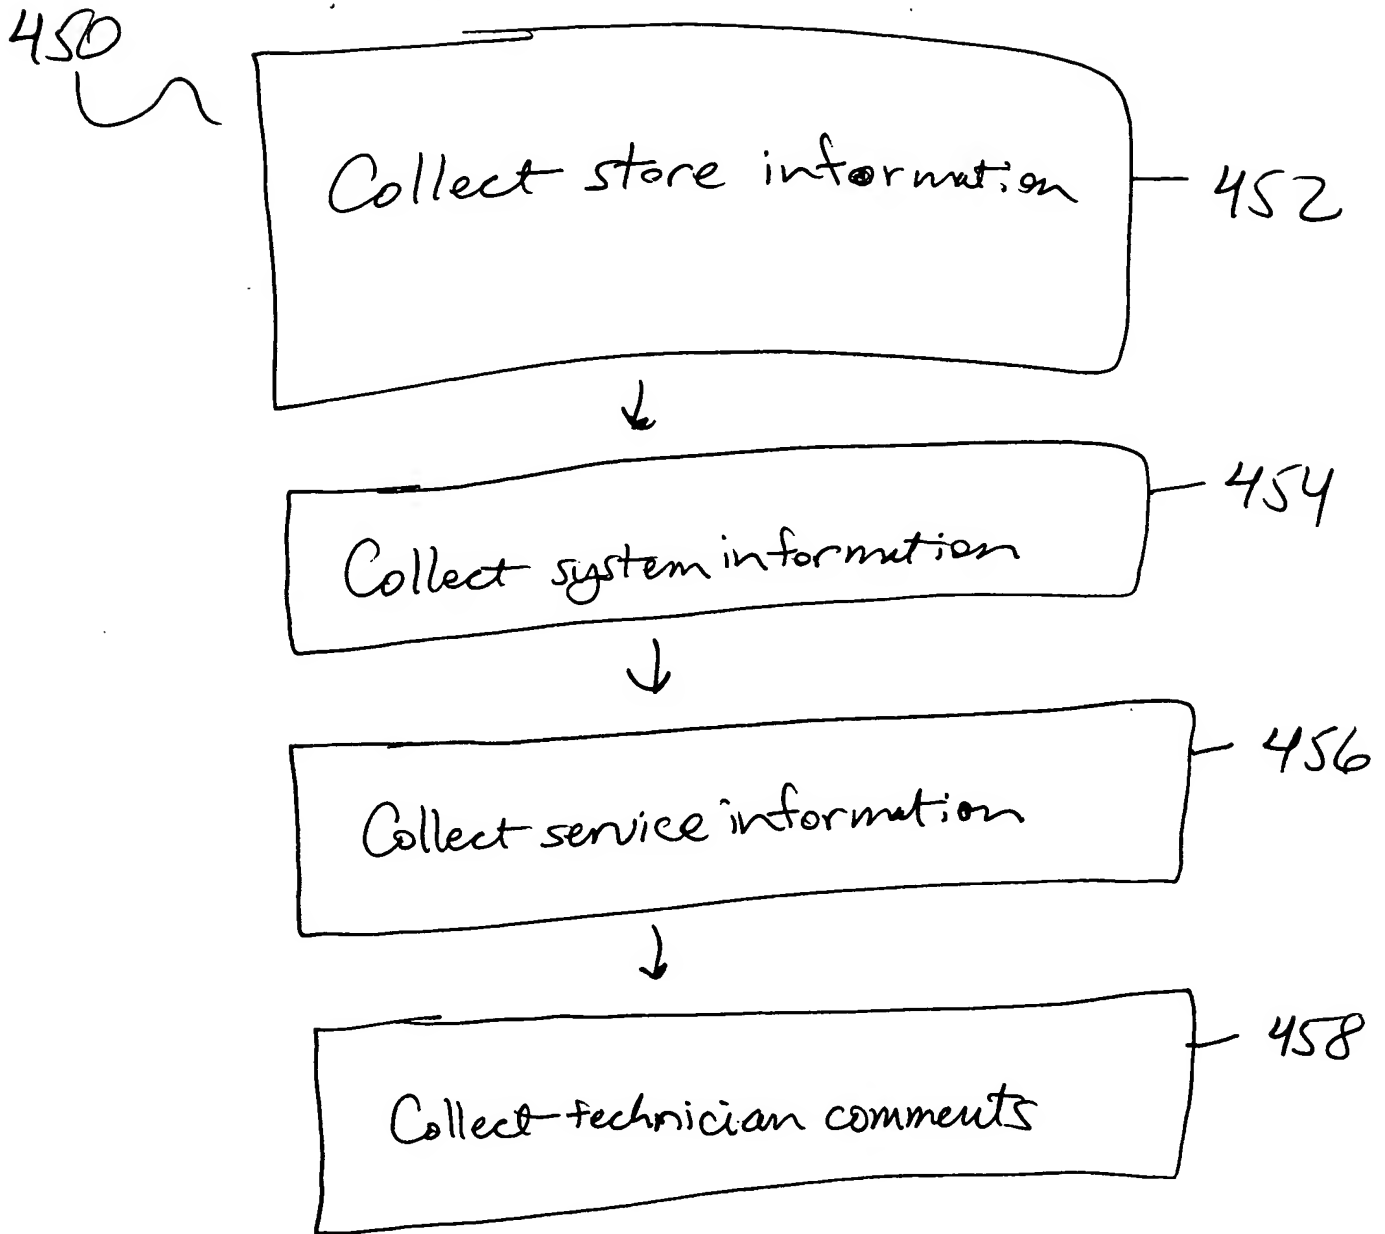 450
Collect store information
452
454
Collect system information
456
Collect service information
458
Collect technician comments